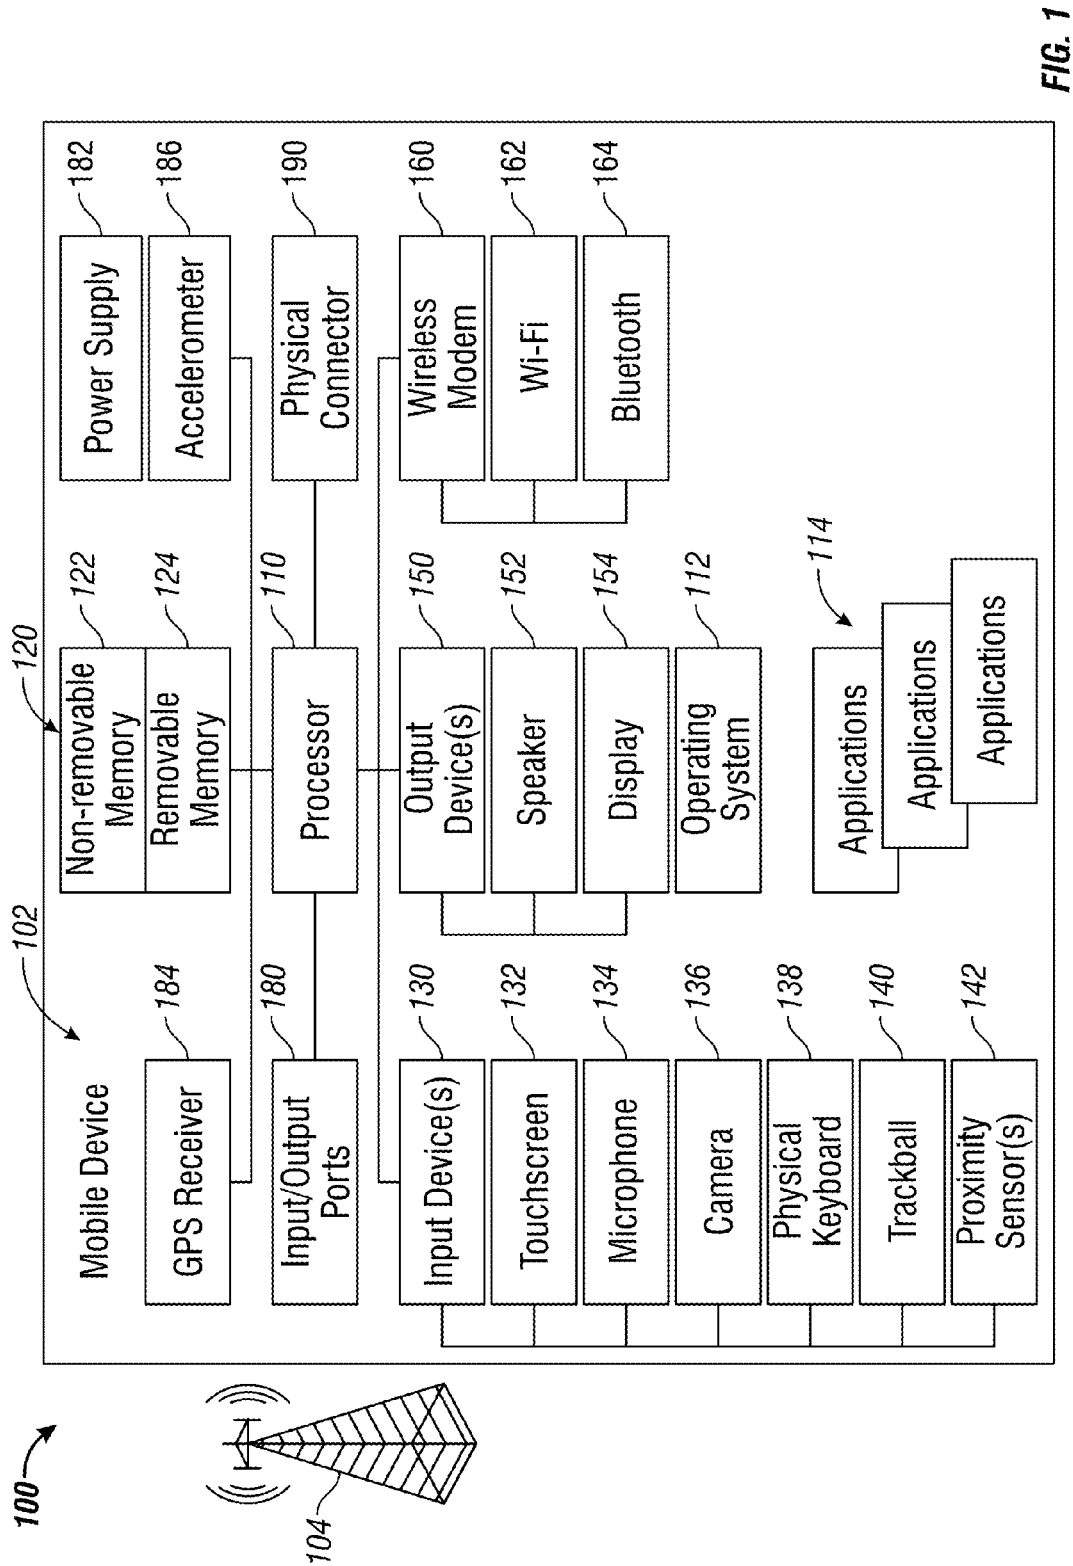 100
102
120
104
Mobile Device
184
GPS Receiver
122
Non-removable
Memory
124
Removable
Memory
182
Power Supply
186
Accelerometer
180
Input/Output
Ports
110
Processor
190
Physical
Connector
130
Input Device(s)
132
Touchscreen
134
Microphone
136
Camera
138
Physical
Keyboard
140
Trackball
142
Proximity
Sensor(s)
150
Output
Device(s)
152
Speaker
154
Display
112
Operating
System
160
Wireless
Modem
162
Wi-Fi
164
Bluetooth
114
Applications
Applications
Applications
FIG. 1